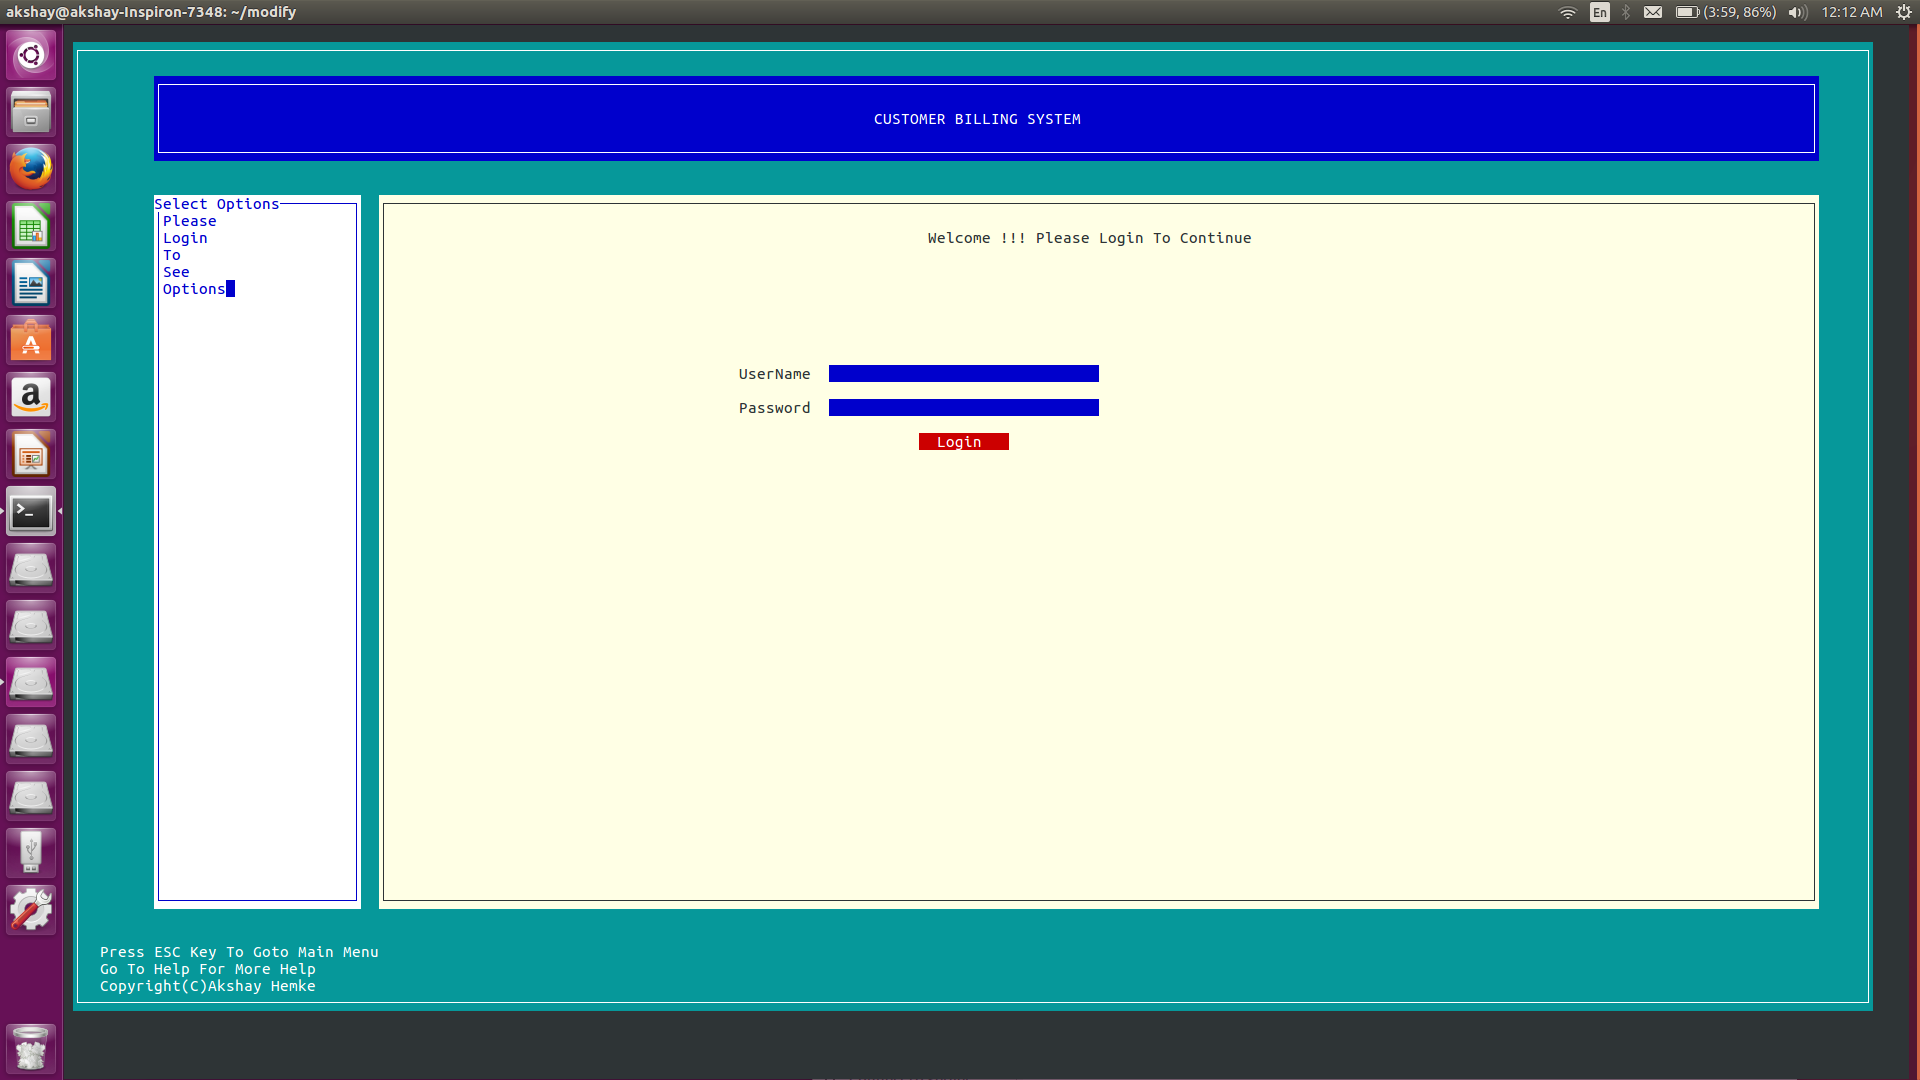 akshay@akshay-Inspiron-7348: ~/modify
En
(3:59, 86%)
12:12 AM
CUSTOMER BILLING SYSTEM
Select Options
Please
Login
To
See
Options
Welcome !!! Please Login To Continue
UserName
Password
Login
Press ESC Key To Goto Main Menu
Go To Help For More Help
Copyright(C)Akshay Hemke